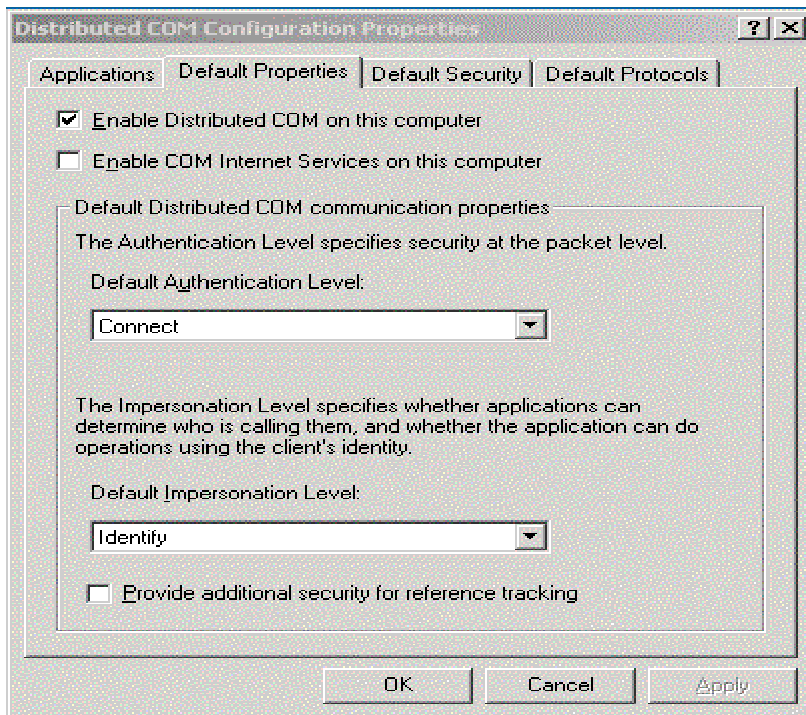 Distributed COM Configuration Properties
Applications Default Properties Default Security Default Protocols
Enable Distributed COM on this computer
Enable COM Internet Services on this computer
Default Distributed COM communication properties
The Authentication Level specifies security at the packet level.
Default Authentication Level:
Connect
The Impersonation Level specifies whether applications can
determine who is calling them, and whether the application can do
operations using the client's identity.
Default Impersonation Level:
Identify
Provide additional security for reference tracking
OK Cancel Apply